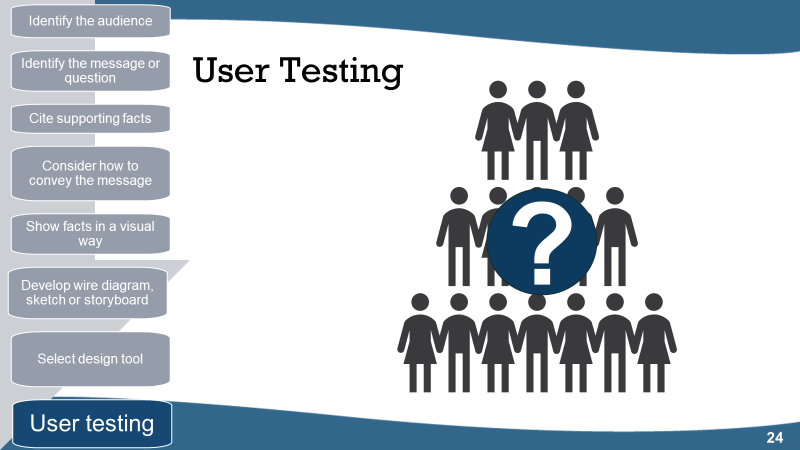 Identify the audience
Identify the message or
question
Cite supporting facts
Consider how to
convey the message
Show facts in a visual
way
Develop wire diagram,
sketch or storyboard
Select design tool
User testing
User Testing
?
24